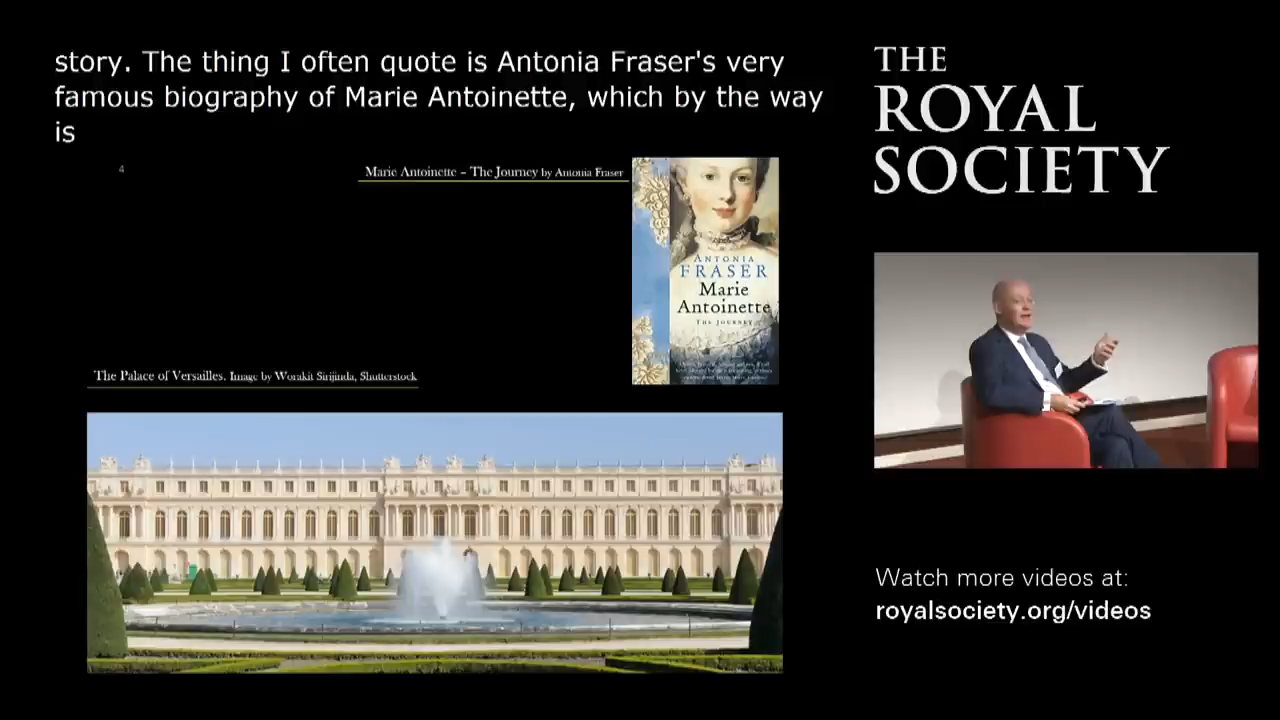 story. The thing I often quote is Antonia Fraser's very
famous biography of Marie Antoinette, which by the way
is
4
Marie Antoinette – The Journey by Antonia Fraser
ANTONIA
FRASER
Marie
Antoinette
THE JOURNEY
The Palace of Versailles. Image by Worakit Sirijinda, Shutterstock
THE
ROYAL
SOCIETY
Watch more videos at:
royalsociety.org/videos